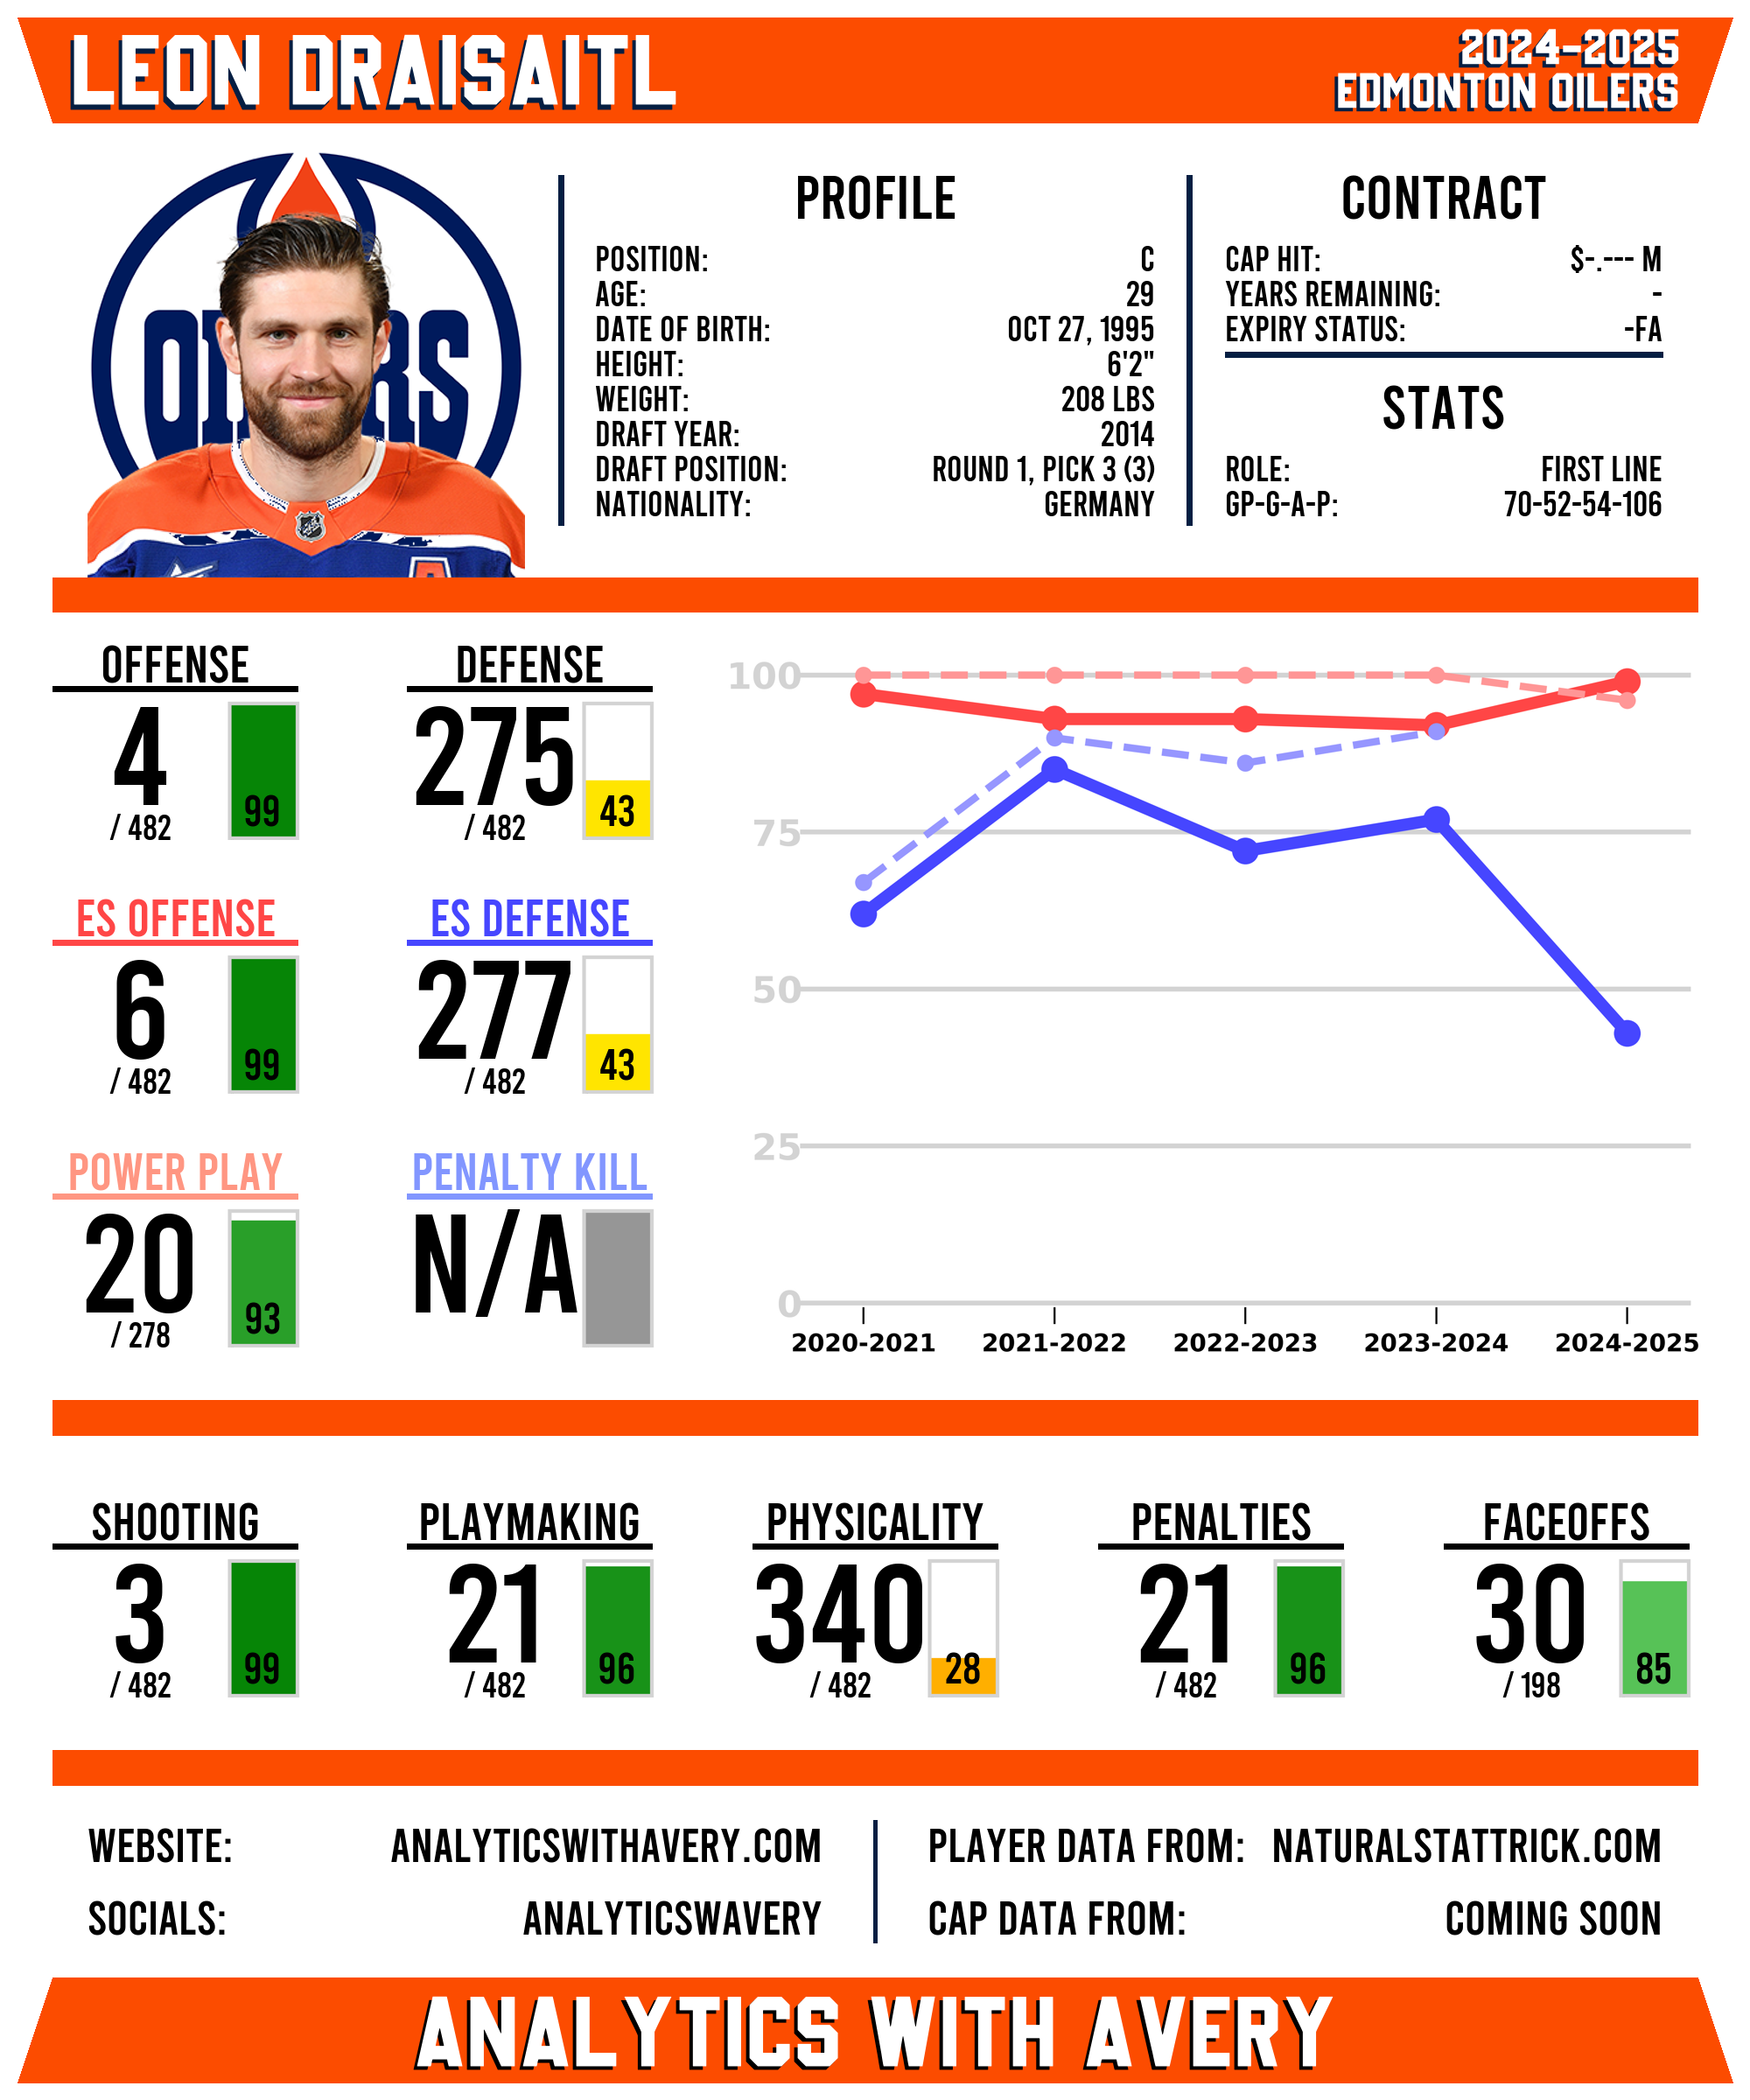 LEON DRAISAITL
2024-2025
EDMONTON OILERS
PROFILE
POSITION: C
AGE: 29
DATE OF BIRTH: OCT 27, 1995
HEIGHT: 6'2"
WEIGHT: 208 LBS
DRAFT YEAR: 2014
DRAFT POSITION: ROUND 1, PICK 3 (3)
NATIONALITY: GERMANY
CONTRACT
CAP HIT: $-.--- M
YEARS REMAINING: -
EXPIRY STATUS: -FA
STATS
ROLE: FIRST LINE
GP-G-A-P: 70-52-54-106
OFFENSE
4
/ 482
99
DEFENSE
275
/ 482
43
ES OFFENSE
6
/ 482
99
ES DEFENSE
277
/ 482
43
POWER PLAY
20
/ 278
93
PENALTY KILL
N/A
100
75
50
25
0
2020-2021 2021-2022 2022-2023 2023-2024 2024-2025
SHOOTING
3
/ 482
99
PLAYMAKING
21
/ 482
96
PHYSICALITY
340
/ 482
28
PENALTIES
21
/ 482
96
FACEOFFS
30
/ 198
85
WEBSITE: ANALYTICSWITHAVERY.COM
SOCIALS: ANALYTICSWAVERY
PLAYER DATA FROM: NATURALSTATTRICK.COM
CAP DATA FROM: COMING SOON
ANALYTICS WITH AVERY